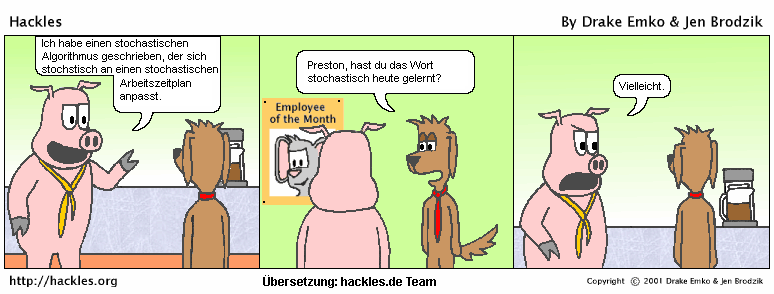 Hackles
By Drake Emko & Jen Brodzik
Ich habe einen stochastischen
Algorithmus geschrieben, der sich
stochstisch an einen stochastischen
Arbeitszeitplan
anpasst.
Preston, hast du das Wort
stochastisch heute gelernt?
Employee
of the Month
Vielleicht.
http://hackles.org
Übersetzung: hackles.de Team
Copyright © 2001 Drake Emko & Jen Brodzik